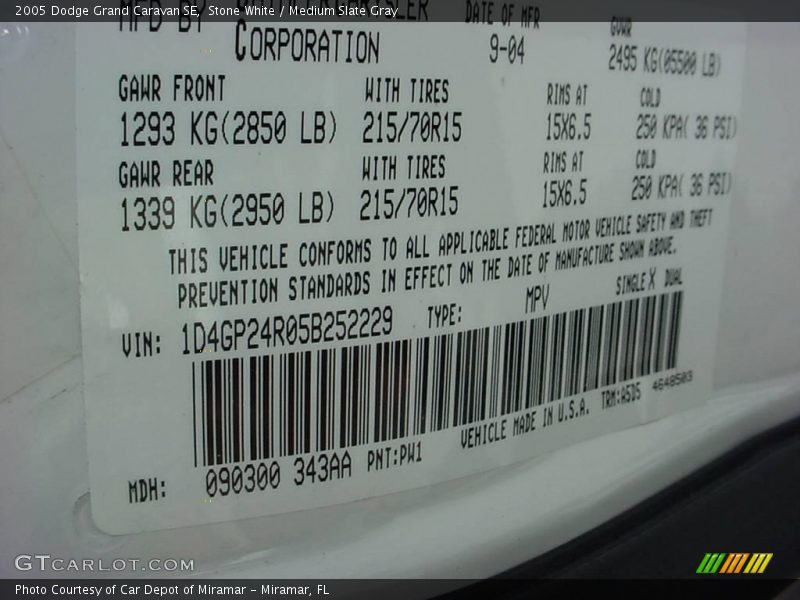 2005 Dodge Grand Caravan SE, Stone White / Medium Slate Gray
MFD BY DATE OF MFR GVWR
CORPORATION 9-04 2495 KG(05500 LB)
GAWR FRONT WITH TIRES RIMS AT COLD
1293 KG(2850 LB) 215/70R15 15X6.5 250 KPA( 36 PSI)
GAWR REAR WITH TIRES RIMS AT COLD
1339 KG(2950 LB) 215/70R15 15X6.5 250 KPA( 36 PSI)
THIS VEHICLE CONFORMS TO ALL APPLICABLE FEDERAL MOTOR VEHICLE SAFETY AND THEFT
PREVENTION STANDARDS IN EFFECT ON THE DATE OF MANUFACTURE SHOWN ABOVE.
VIN: 1D4GP24R05B252229 TYPE: MPV SINGLE X DUAL
MDH: 090300 343AA PNT:PW1 VEHICLE MADE IN U.S.A. TRM:ASD5 4648503
GTCARLOT.COM
Photo Courtesy of Car Depot of Miramar – Miramar, FL